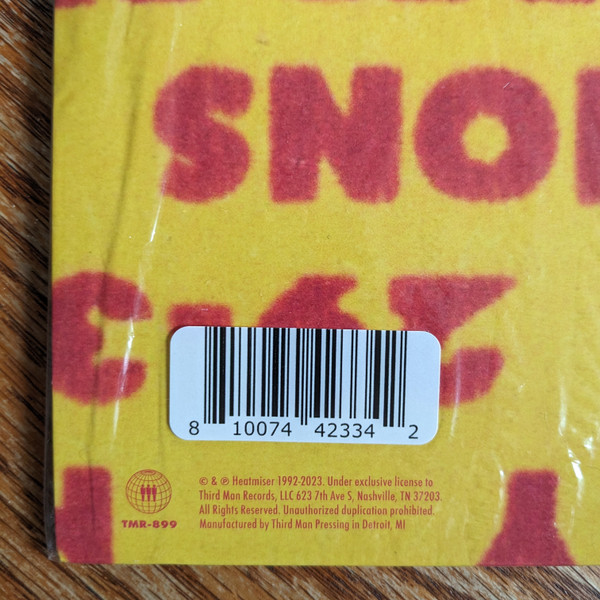 SNO
8 10074 42334 2
© & ℗ Heatmiser 1992-2023. Under exclusive license to
Third Man Records, LLC 623 7th Ave S, Nashville, TN 37203.
All Rights Reserved. Unauthorized duplication prohibited.
Manufactured by Third Man Pressing in Detroit, MI
TMR-899